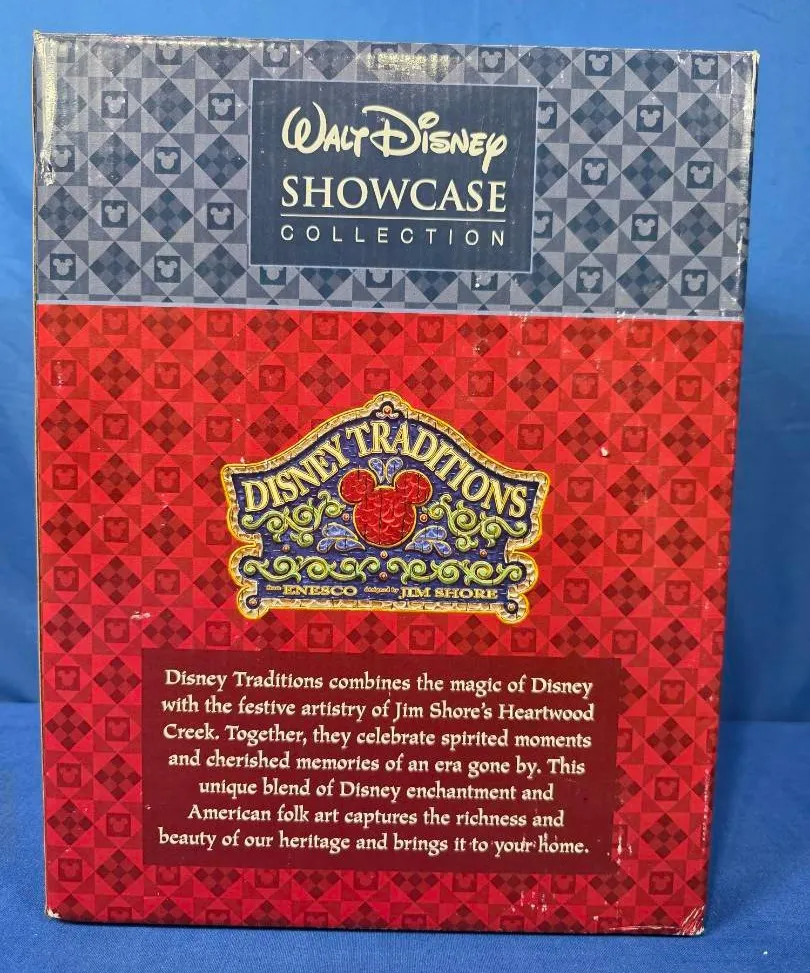 WALT DISNEY
SHOWCASE
COLLECTION
DISNEY TRADITIONS
from ENESCO designed by JIM SHORE
Disney Traditions combines the magic of Disney
with the festive artistry of Jim Shore's Heartwood
Creek. Together, they celebrate spirited moments
and cherished memories of an era gone by. This
unique blend of Disney enchantment and
American folk art captures the richness and
beauty of our heritage and brings it to your home.